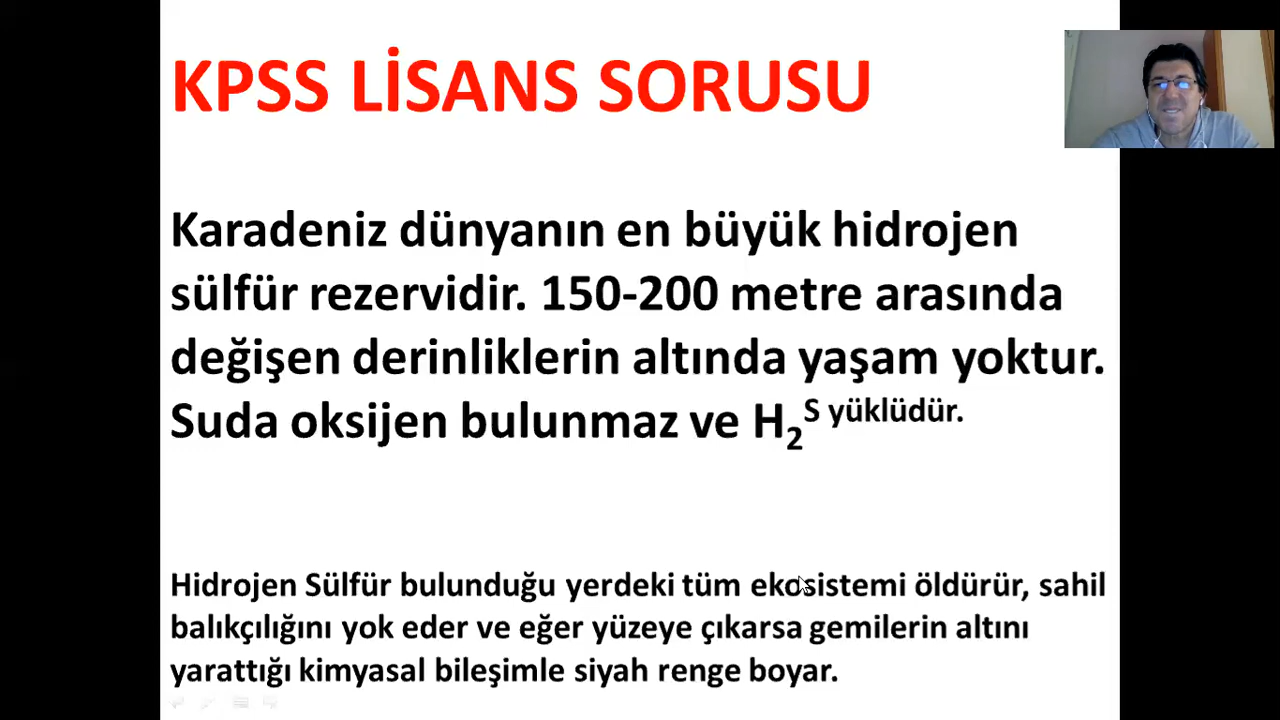 KPSS LİSANS SORUSU
Karadeniz dünyanın en büyük hidrojen
sülfür rezervidir. 150-200 metre arasında
değişen derinliklerin altında yaşam yoktur.
Suda oksijen bulunmaz ve H₂ˢ yüklüdür.
Hidrojen Sülfür bulunduğu yerdeki tüm ekosistemi öldürür, sahil
balıkçılığını yok eder ve eğer yüzeye çıkarsa gemilerin altını
yarattığı kimyasal bileşimle siyah renge boyar.